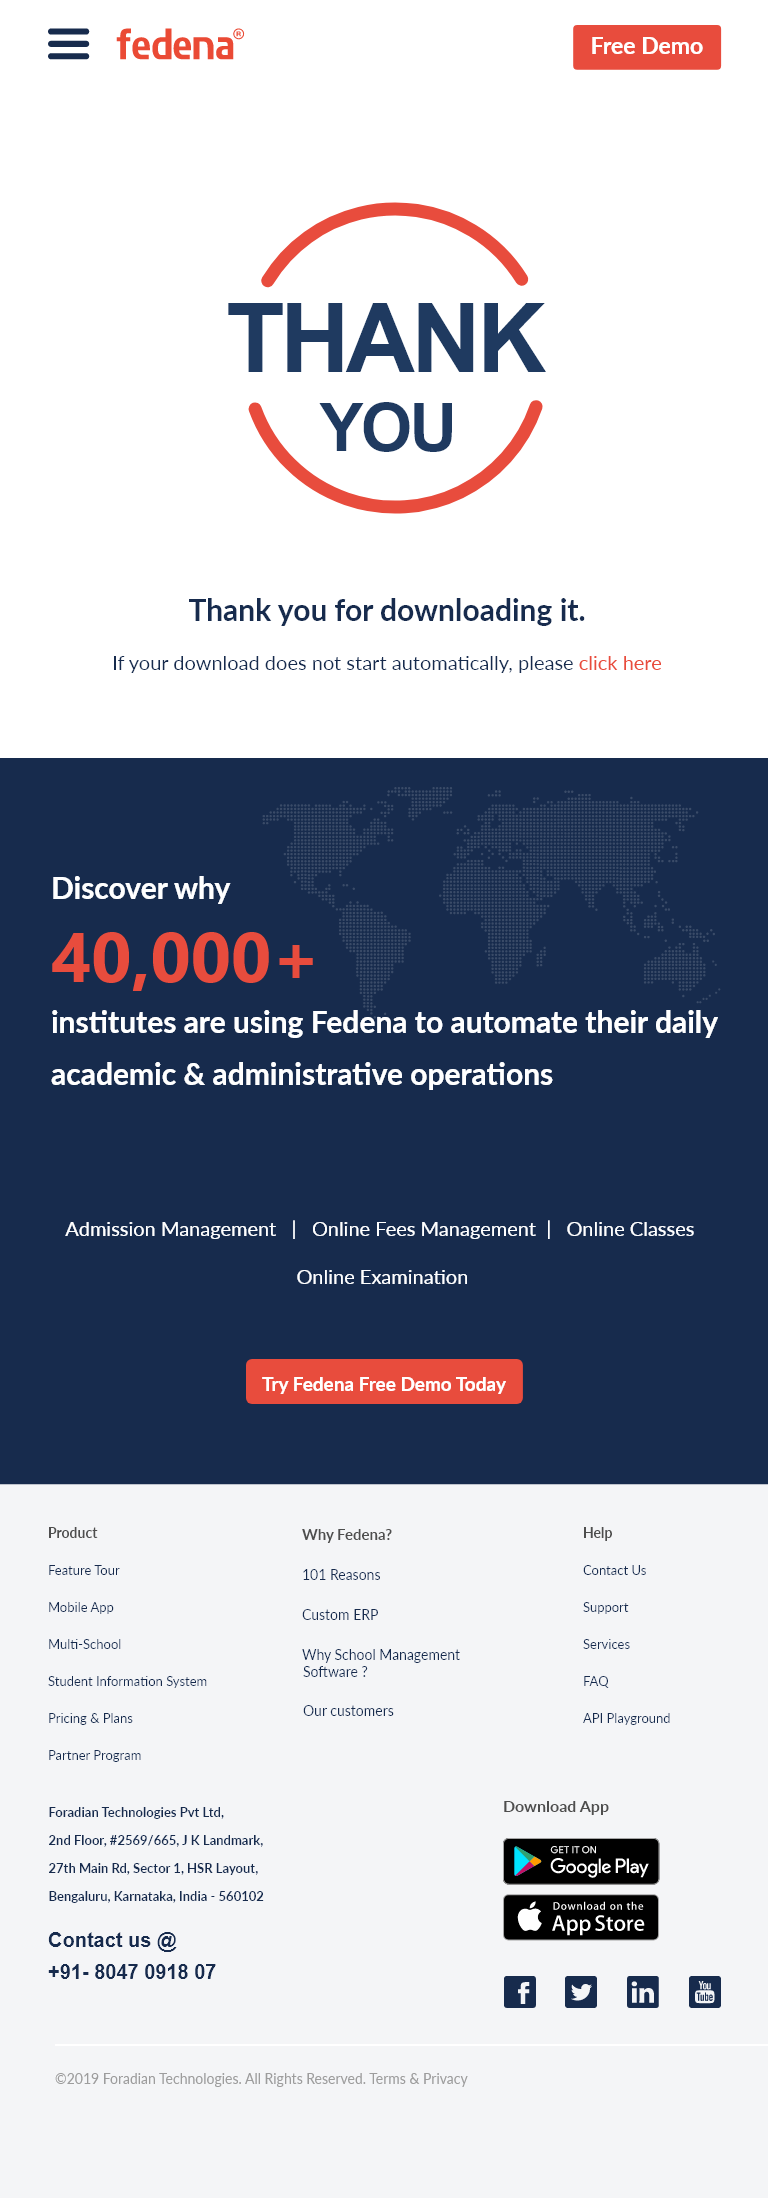 fedena®
Free Demo
THANK
YOU
Thank you for downloading it.
If your download does not start automatically, please click here
Discover why
40,000+
institutes are using Fedena to automate their daily
academic & administrative operations
Admission Management | Online Fees Management | Online Classes
Online Examination
Try Fedena Free Demo Today
Product
Feature Tour
Mobile App
Multi-School
Student Information System
Pricing & Plans
Partner Program
Why Fedena?
101 Reasons
Custom ERP
Why School Management
Software ?
Our customers
Help
Contact Us
Support
Services
FAQ
API Playground
Foradian Technologies Pvt Ltd,
2nd Floor, #2569/665, J K Landmark,
27th Main Rd, Sector 1, HSR Layout,
Bengaluru, Karnataka, India - 560102
Contact us @
+91- 8047 0918 07
Download App
GET IT ON
Google Play
Download on the
App Store
f
in
You
Tube
©2019 Foradian Technologies. All Rights Reserved. Terms & Privacy